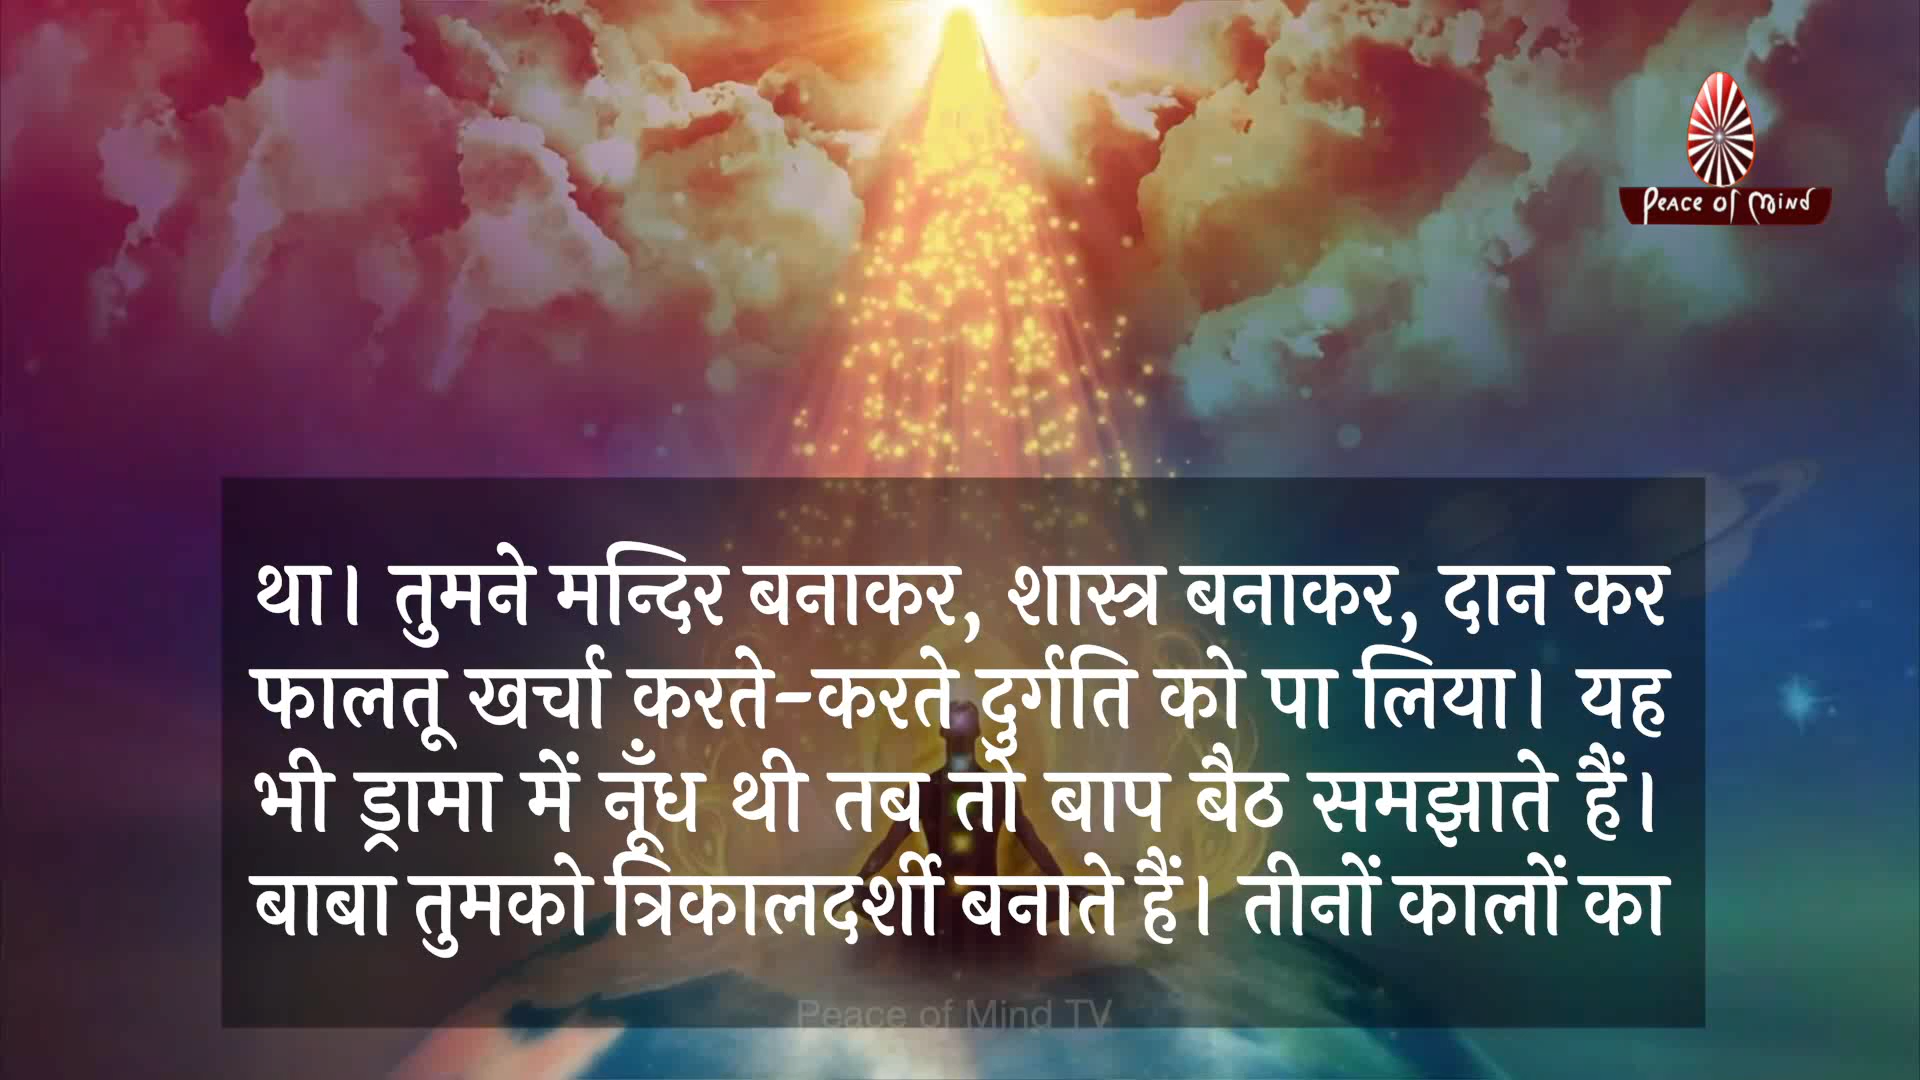 Peace of Mind
था। तुमने मन्दिर बनाकर, शास्त्र बनाकर, दान कर
फालतू खर्चा करते-करते दुर्गति को पा लिया। यह
भी ड्रामा में नूँध थी तब तो बाप बैठ समझाते हैं।
बाबा तुमको त्रिकालदर्शी बनाते हैं। तीनों कालों का
Peace of Mind TV